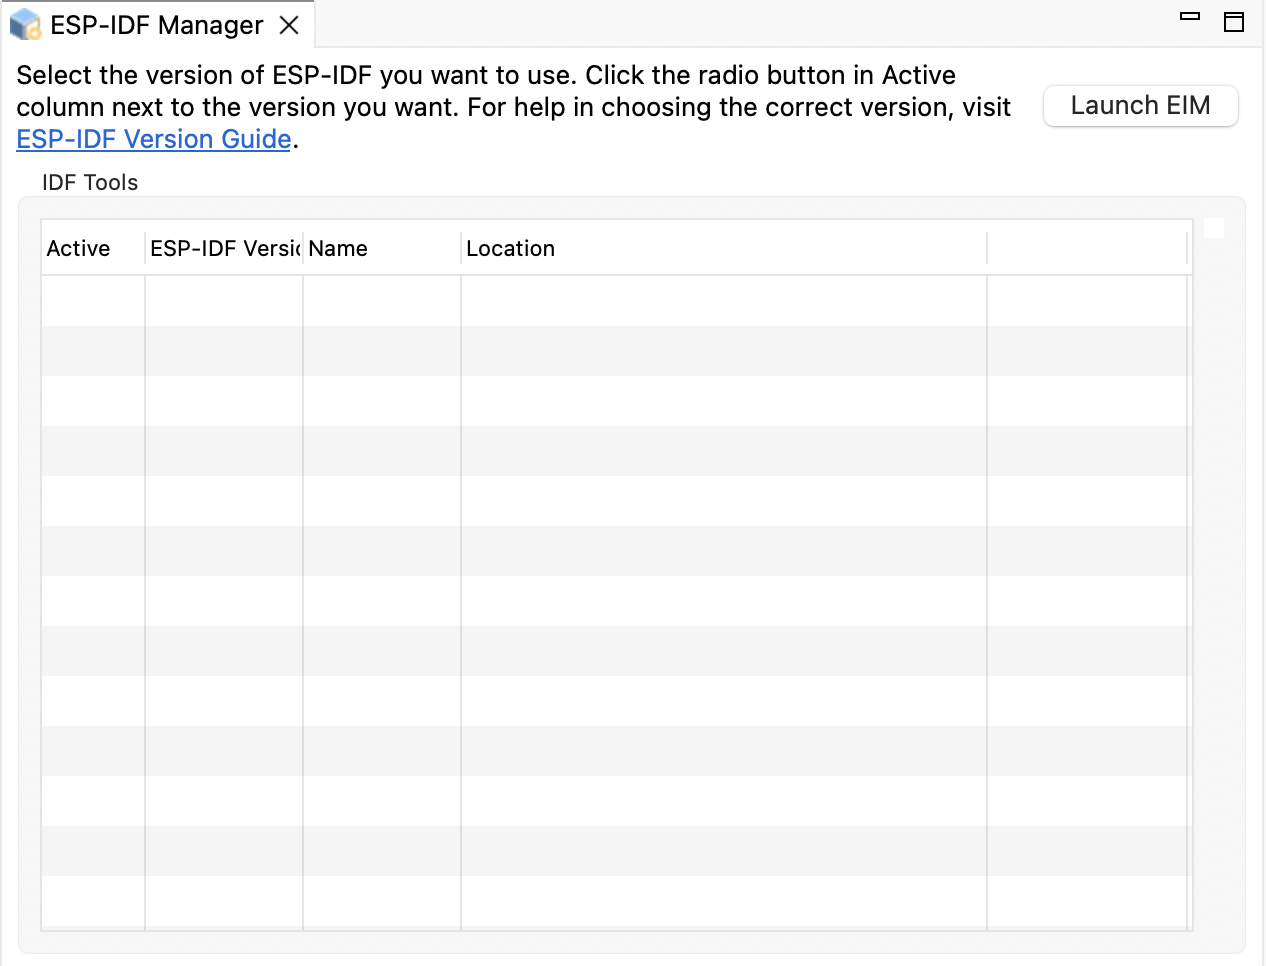 ESP-IDF Manager
Select the version of ESP-IDF you want to use. Click the radio button in Active
column next to the version you want. For help in choosing the correct version, visit
ESP-IDF Version Guide.
Launch EIM
IDF Tools
Active ESP-IDF Versic Name Location